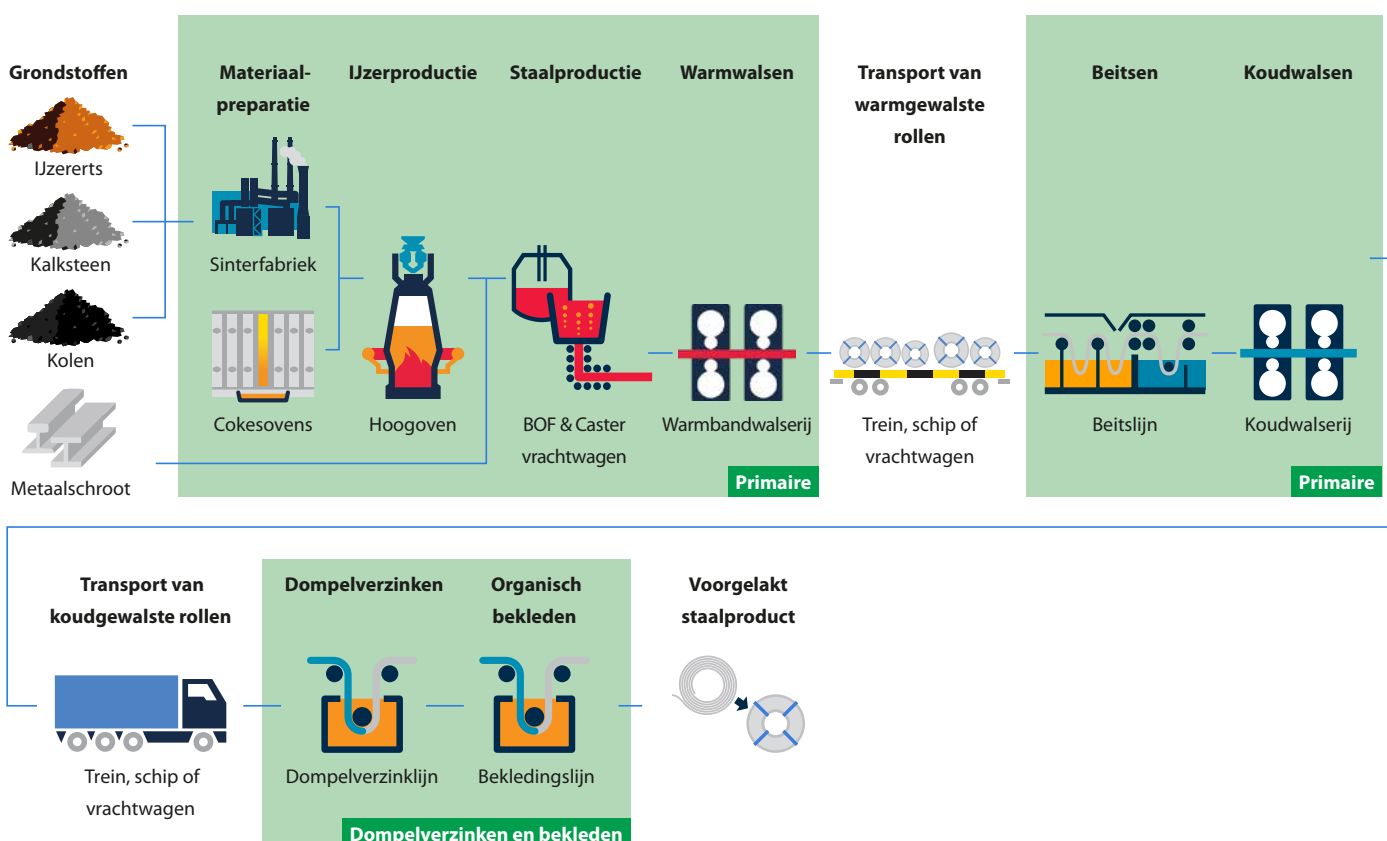 Grondstoffen
IJzererts
Kalksteen
Kolen
Metaalschroot
Materiaal-
preparatie
Sinterfabriek
Cokesovens
IJzerproductie
Hoogoven
Staalproductie
BOF & Caster
vrachtwagen
Warmwalsen
Warmbandwalserij
Primaire
Transport van
warmgewalste
rollen
Trein, schip of
vrachtwagen
Beitsen
Beitslijn
Koudwalsen
Koudwalserij
Primaire
Transport van
koudgewalste rollen
Trein, schip of
vrachtwagen
Dompelverzinken
Dompelverzinklijn
Organisch
bekleden
Bekledingslijn
Dompelverzinken en bekleden
Voorgelakt
staalproduct